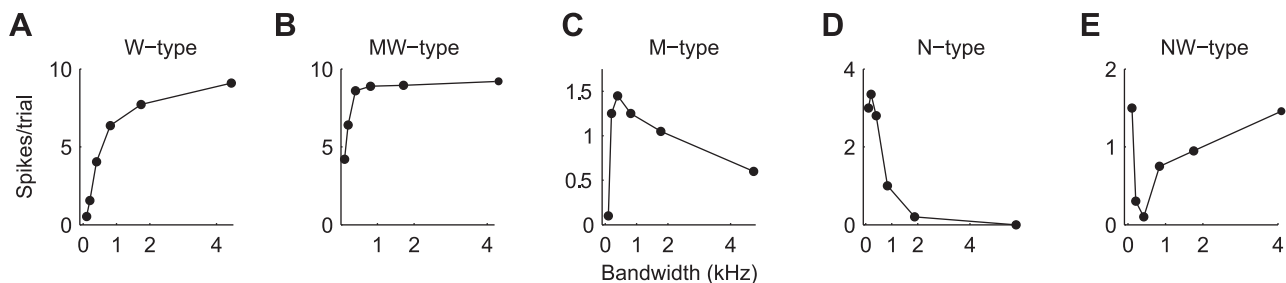 A B C D E
W−type MW−type M−type N−type NW−type
Spikes/trial
10 5 0
0 1 2 4
10 5 0
1 2 4
1.5 1 0.5 0
0 1 2 4
4 2 0
0 2 4
2 1 0
0 1 2 4
Bandwidth (kHz)